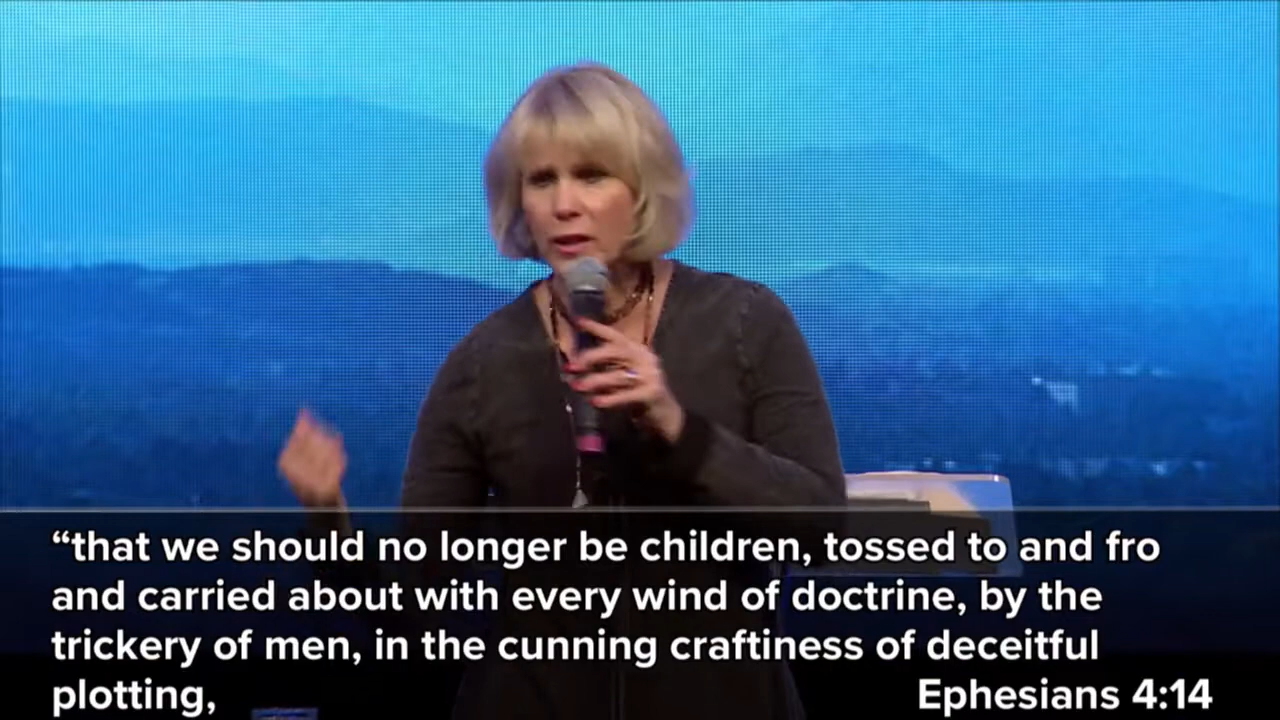 “that we should no longer be children, tossed to and fro
and carried about with every wind of doctrine, by the
trickery of men, in the cunning craftiness of deceitful
plotting, Ephesians 4:14